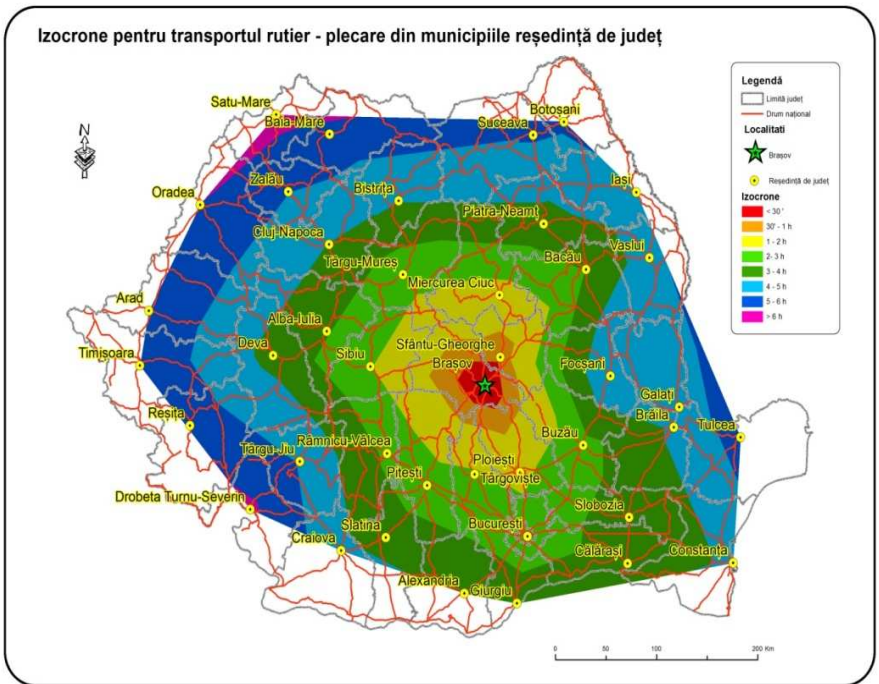 Izocrone pentru transportul rutier - plecare din municipiile reședință de județ
Legendă
Limită județ
Drum național
Localitati
Brașov
Reședință de județ
Izocrone
< 30 '
30' - 1 h
1 - 2 h
2- 3 h
3 - 4 h
4 - 5 h
5 - 6 h
> 6 h
N
Satu-Mare
Botoșani
Baia-Mare
Suceava
Zalău
Iași
Oradea
Bistrița
Piatra-Neamț
Cluj-Napoca
Vaslui
Târgu-Mureș
Bacău
Miercurea Ciuc
Arad
Alba-Iulia
Deva
Sfântu-Gheorghe
Timișoara
Sibiu
Brașov
Focșani
Galați
Reșița
Brăila
Tulcea
Târgu-Jiu
Râmnicu-Vâlcea
Buzău
Ploiești
Pitești
Târgoviște
Drobeta Turnu-Severin
Slobozia
Slatina
București
Craiova
Călărași
Constanța
Alexandria
Giurgiu
0 50 100 200 Km